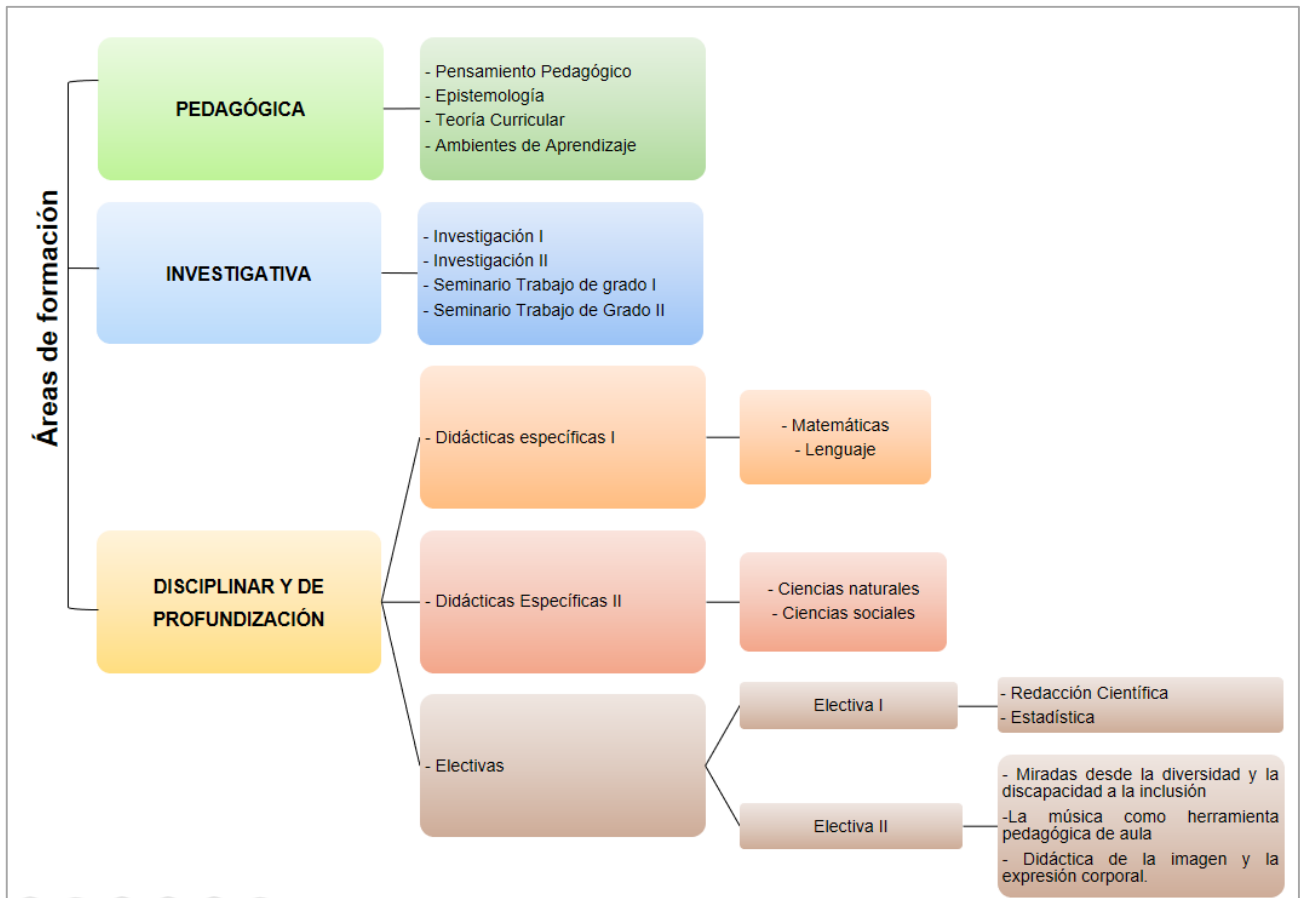 Áreas de formación
PEDAGÓGICA
- Pensamiento Pedagógico
- Epistemología
- Teoría Curricular
- Ambientes de Aprendizaje
INVESTIGATIVA
- Investigación I
- Investigación II
- Seminario Trabajo de grado I
- Seminario Trabajo de Grado II
DISCIPLINAR Y DE
PROFUNDIZACIÓN
- Didácticas específicas I
- Matemáticas
- Lenguaje
- Didácticas Específicas II
- Ciencias naturales
- Ciencias sociales
- Electivas
Electiva I
- Redacción Científica
- Estadística
Electiva II
- Miradas desde la diversidad y la
discapacidad a la inclusión
-La música como herramienta
pedagógica de aula
- Didáctica de la imagen y la
expresión corporal.